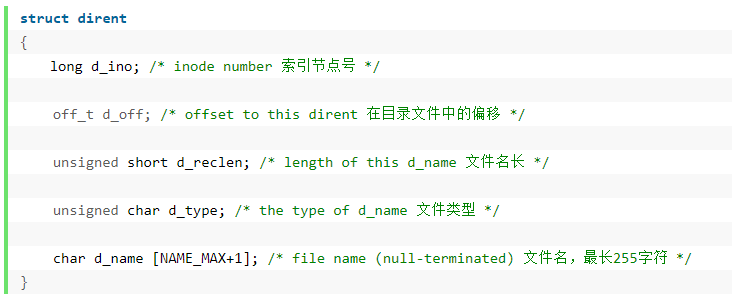 struct dirent
{
long d_ino; /* inode number 索引节点号 */
off_t d_off; /* offset to this dirent 在目录文件中的偏移 */
unsigned short d_reclen; /* length of this d_name 文件名长 */
unsigned char d_type; /* the type of d_name 文件类型 */
char d_name [NAME_MAX+1]; /* file name (null-terminated) 文件名，最长255字符 */
}